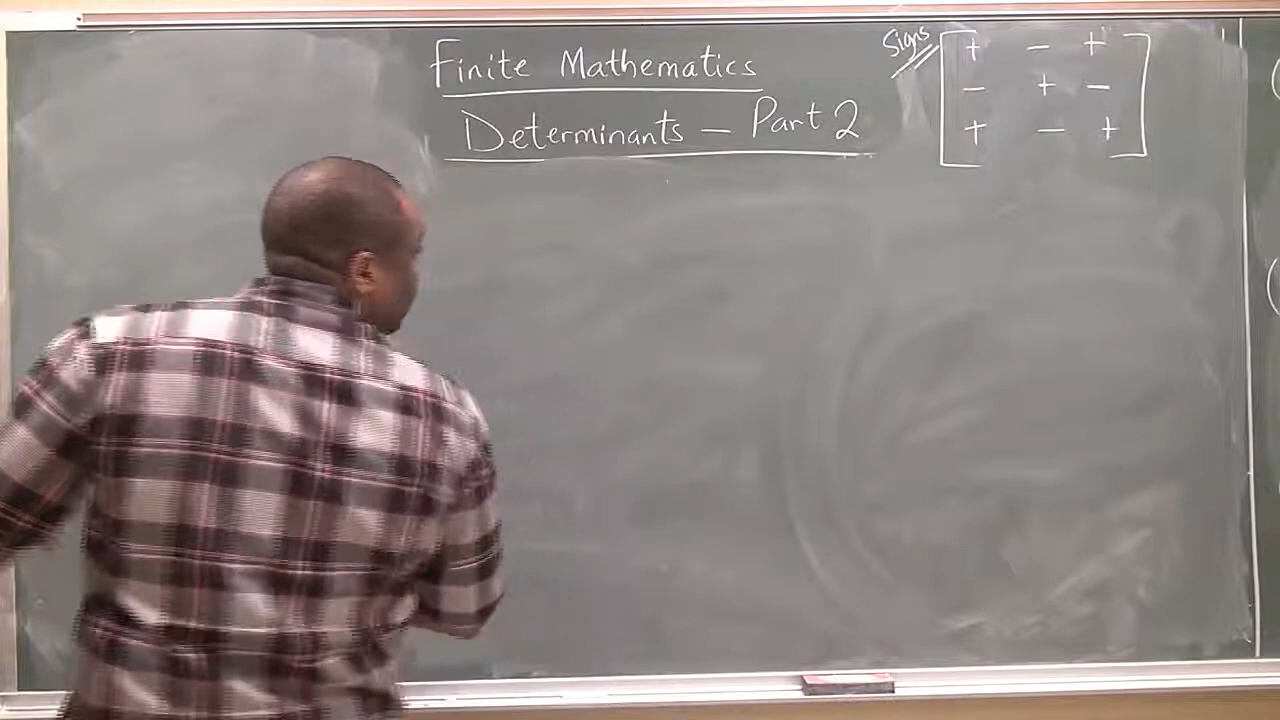 Finite Mathematics
Determinants – Part 2
Signs
+ − +
− + −
+ − +